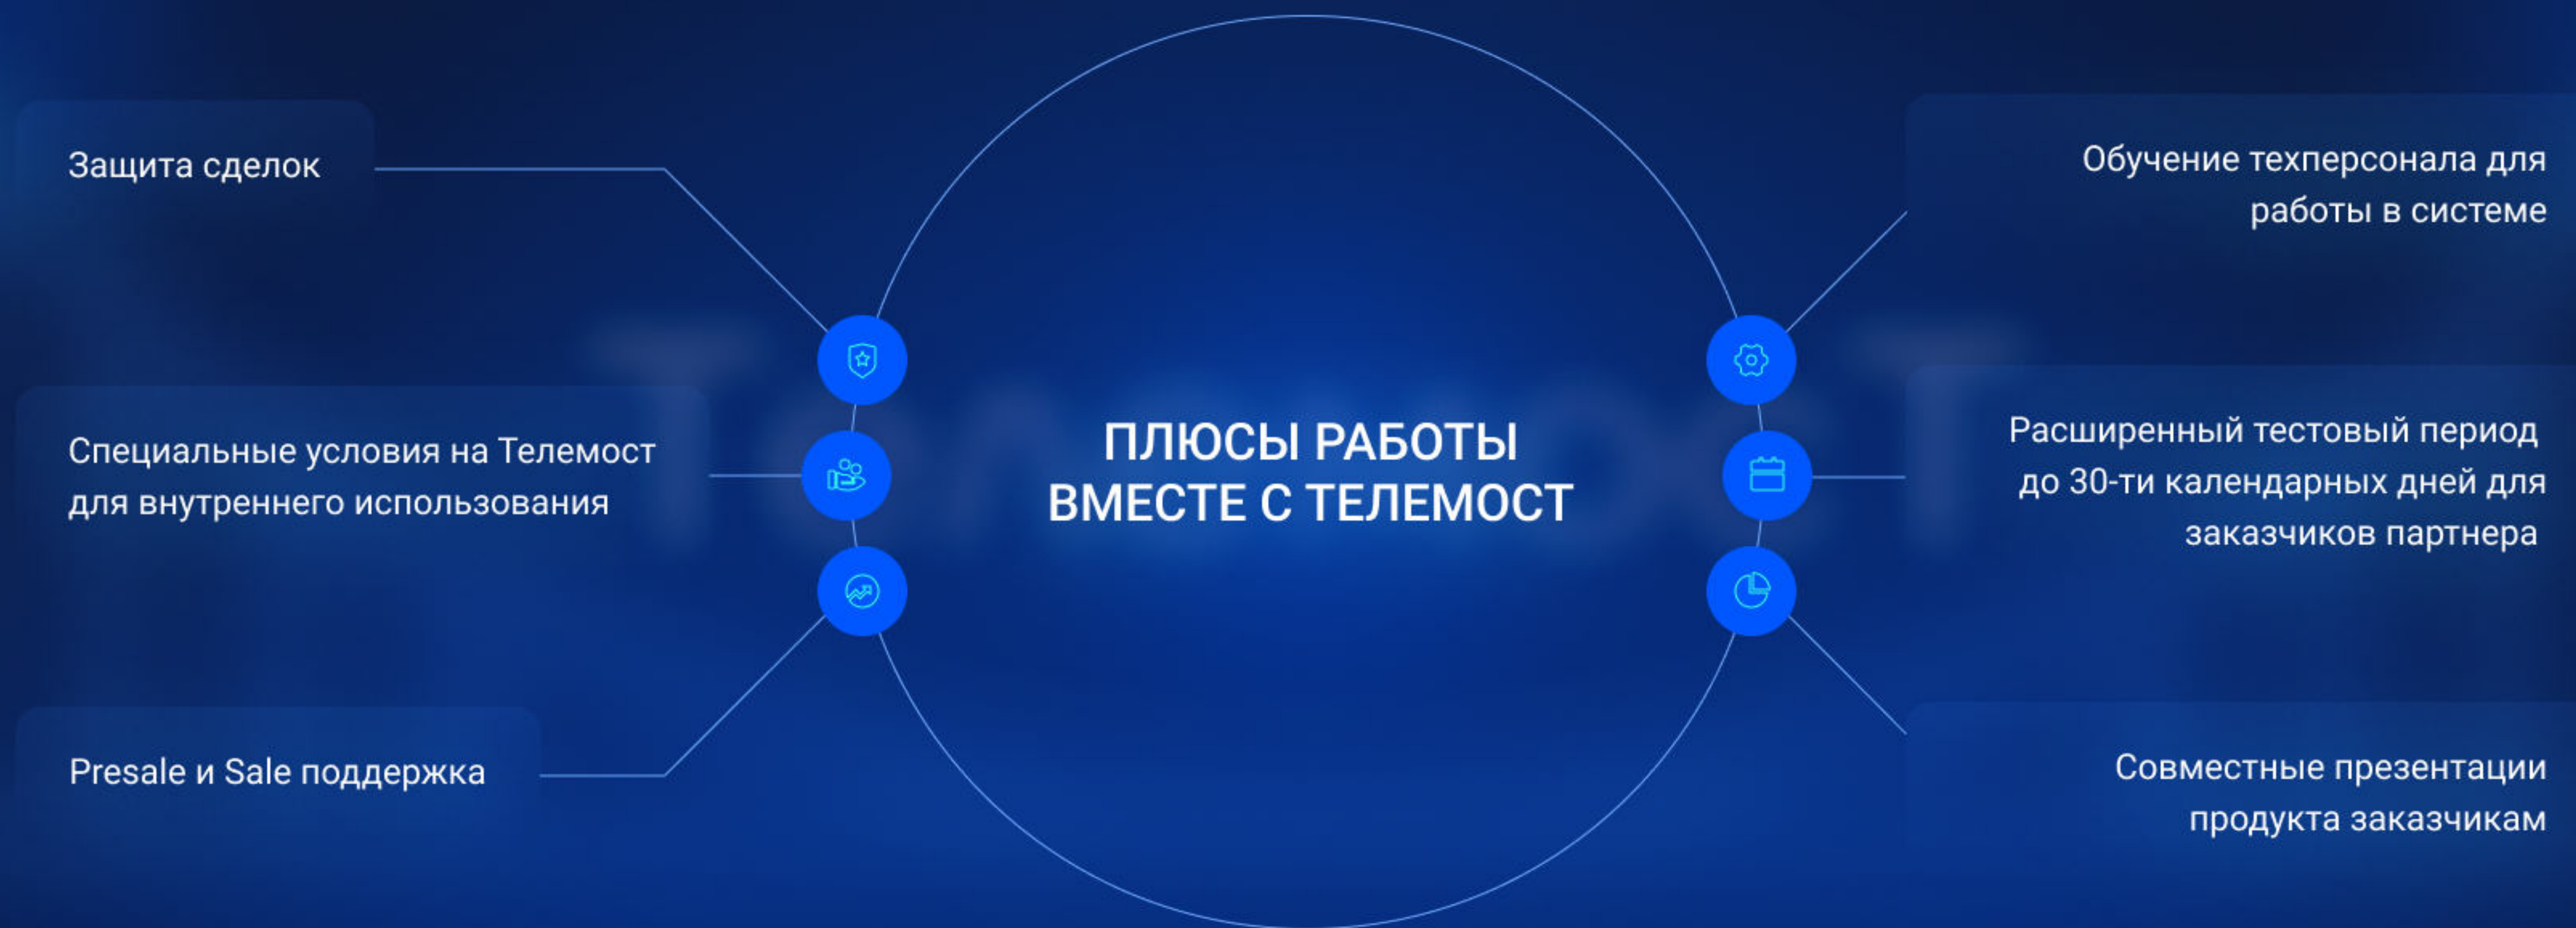 Защита сделок
Специальные условия на Телемост
для внутреннего использования
Presale и Sale поддержка
Телемост
ПЛЮСЫ РАБОТЫ
ВМЕСТЕ С ТЕЛЕМОСТ
Обучение техперсонала для
работы в системе
Расширенный тестовый период
до 30-ти календарных дней для
заказчиков партнера
Совместные презентации
продукта заказчикам